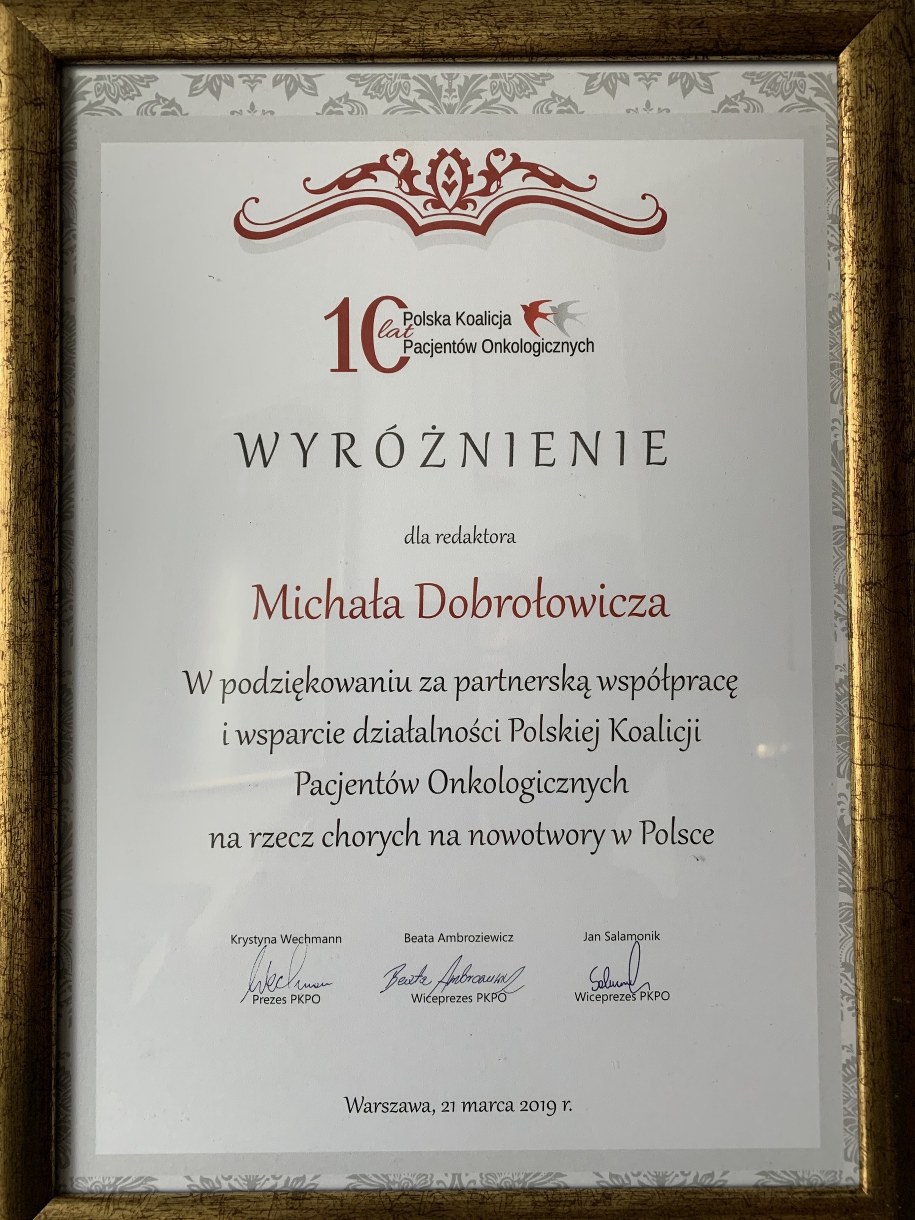 10 lat Polska Koalicja
Pacjentów Onkologicznych
WYRÓŻNIENIE
dla redaktora
Michała Dobrołowicza
W podziękowaniu za partnerską współpracę
i wsparcie działalności Polskiej Koalicji
Pacjentów Onkologicznych
na rzecz chorych na nowotwory w Polsce
Krystyna Wechmann Beata Ambroziewicz Jan Salamonik
Prezes PKPO Wiceprezes PKPO Wiceprezes PKPO
Warszawa, 21 marca 2019 r.